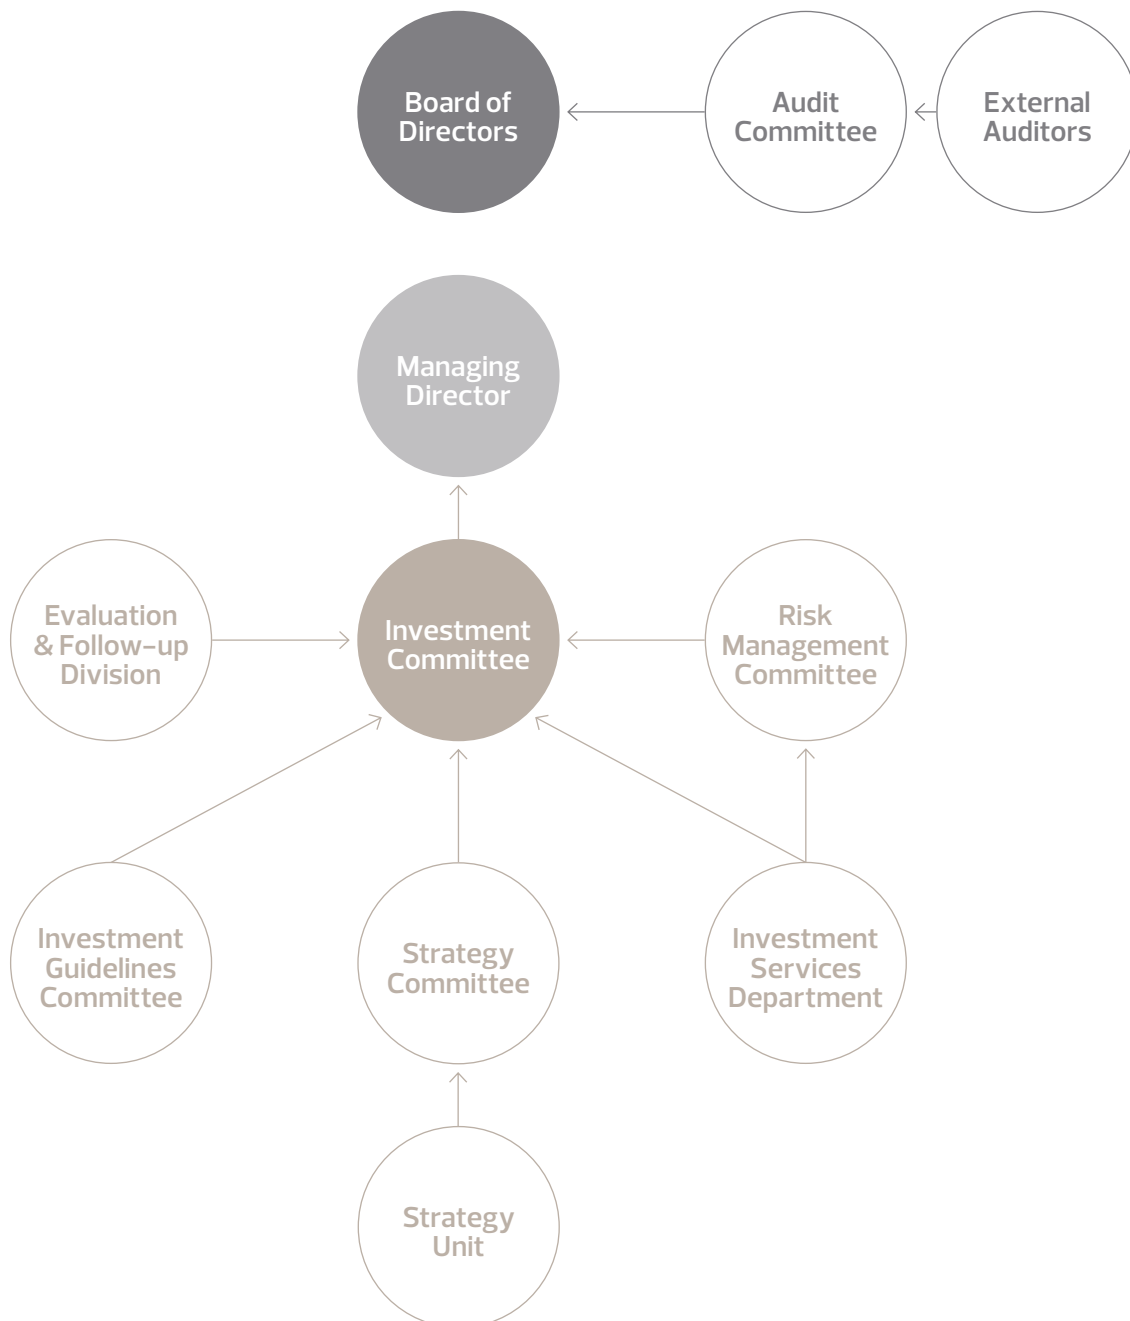 Board of
Directors
Audit
Committee
External
Auditors
Managing
Director
Evaluation
& Follow-up
Division
Investment
Committee
Risk
Management
Committee
Investment
Guidelines
Committee
Strategy
Committee
Investment
Services
Department
Strategy
Unit